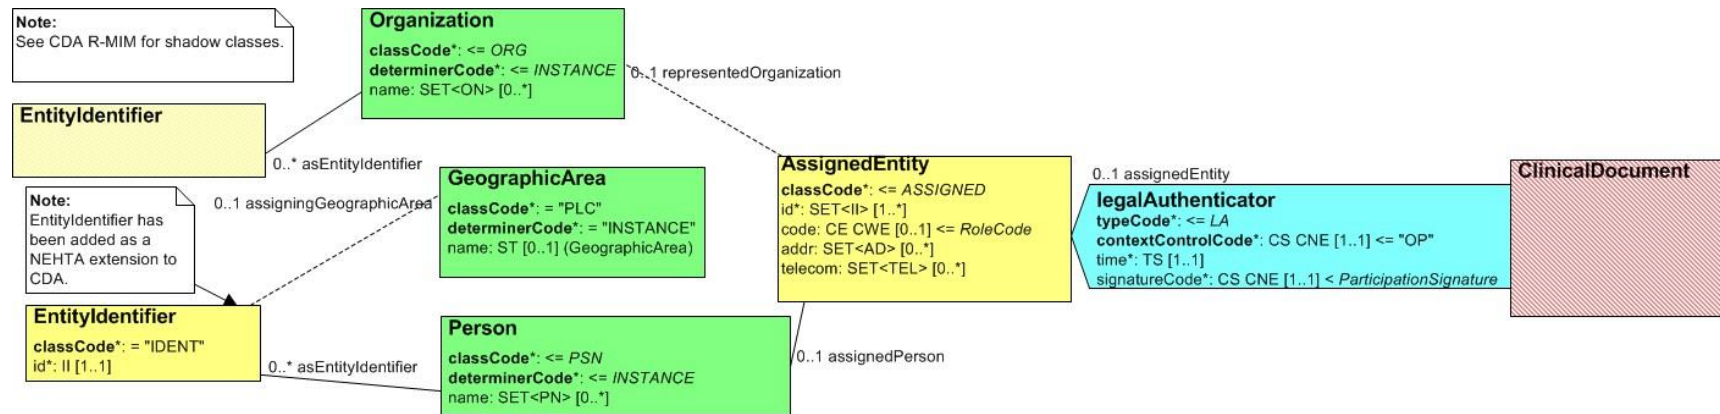 Note:
See CDA R-MIM for shadow classes.
Organization
classCode*: <= ORG
determinerCode*: <= INSTANCE
name: SET<ON> [0..*]
0..1 representedOrganization
EntityIdentifier
0..* asEntityIdentifier
Note:
EntityIdentifier has
been added as a
NEHTA extension to
CDA.
0..1 assigningGeographicArea
GeographicArea
classCode*: = "PLC"
determinerCode*: = "INSTANCE"
name: ST [0..1] (GeographicArea)
AssignedEntity
classCode*: <= ASSIGNED
id*: SET<II> [1..*]
code: CE CWE [0..1] <= RoleCode
addr: SET<AD> [0..*]
telecom: SET<TEL> [0..*]
0..1 assignedEntity
legalAuthenticator
typeCode*: <= LA
contextControlCode*: CS CNE [1..1] <= "OP"
time*: TS [1..1]
signatureCode*: CS CNE [1..1] < ParticipationSignature
ClinicalDocument
EntityIdentifier
classCode*: = "IDENT"
id*: II [1..1]
0..* asEntityIdentifier
Person
classCode*: <= PSN
determinerCode*: <= INSTANCE
name: SET<PN> [0..*]
0..1 assignedPerson